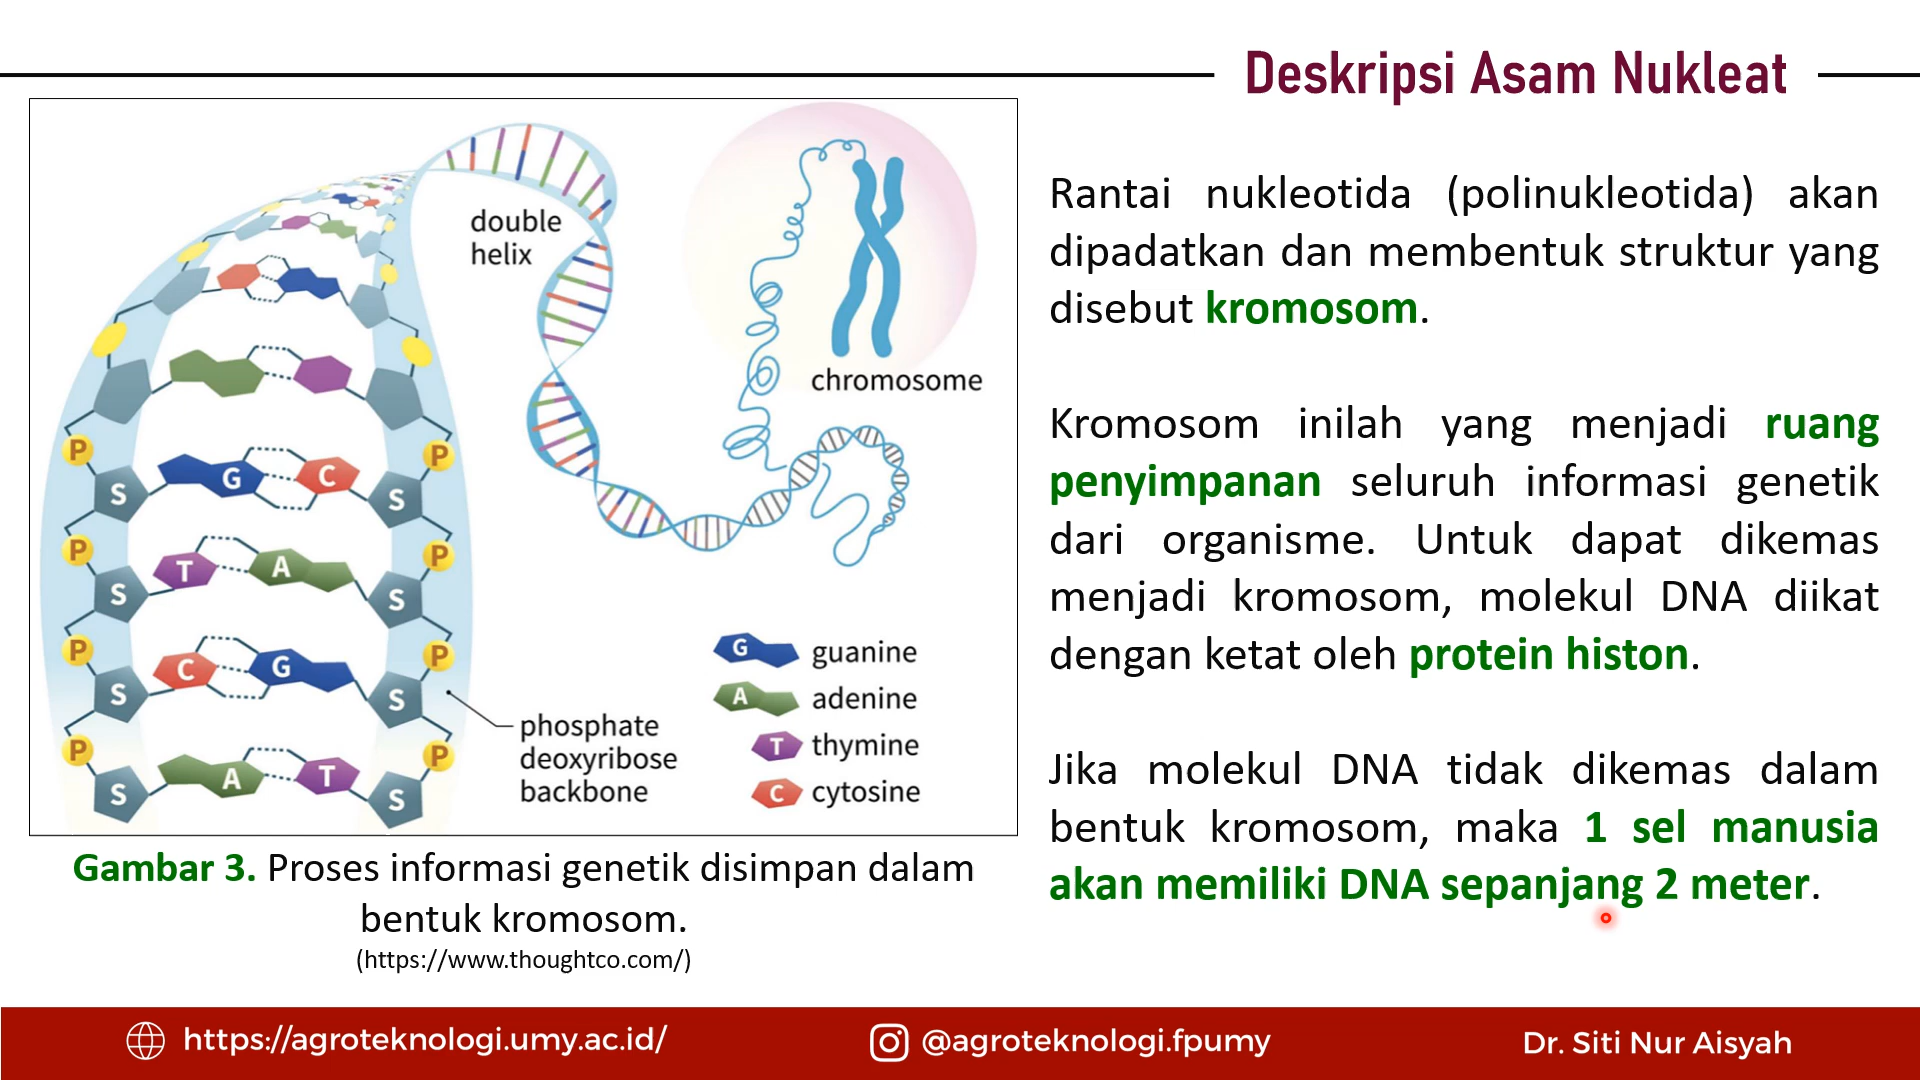 Deskripsi Asam Nukleat
double
helix
chromosome
P
P
G
C
S
S
P
P
T
A
S
S
P
P
C
G
S
S
P
P
A
T
S
S
phosphate
deoxyribose
backbone
G guanine
A adenine
T thymine
C cytosine
Gambar 3. Proses informasi genetik disimpan dalam
bentuk kromosom.
(https://www.thoughtco.com/)
Rantai nukleotida (polinukleotida) akan
dipadatkan dan membentuk struktur yang
disebut kromosom.
Kromosom inilah yang menjadi ruang
penyimpanan seluruh informasi genetik
dari organisme. Untuk dapat dikemas
menjadi kromosom, molekul DNA diikat
dengan ketat oleh protein histon.
Jika molekul DNA tidak dikemas dalam
bentuk kromosom, maka 1 sel manusia
akan memiliki DNA sepanjang 2 meter.
https://agroteknologi.umy.ac.id/
@agroteknologi.fpumy
Dr. Siti Nur Aisyah